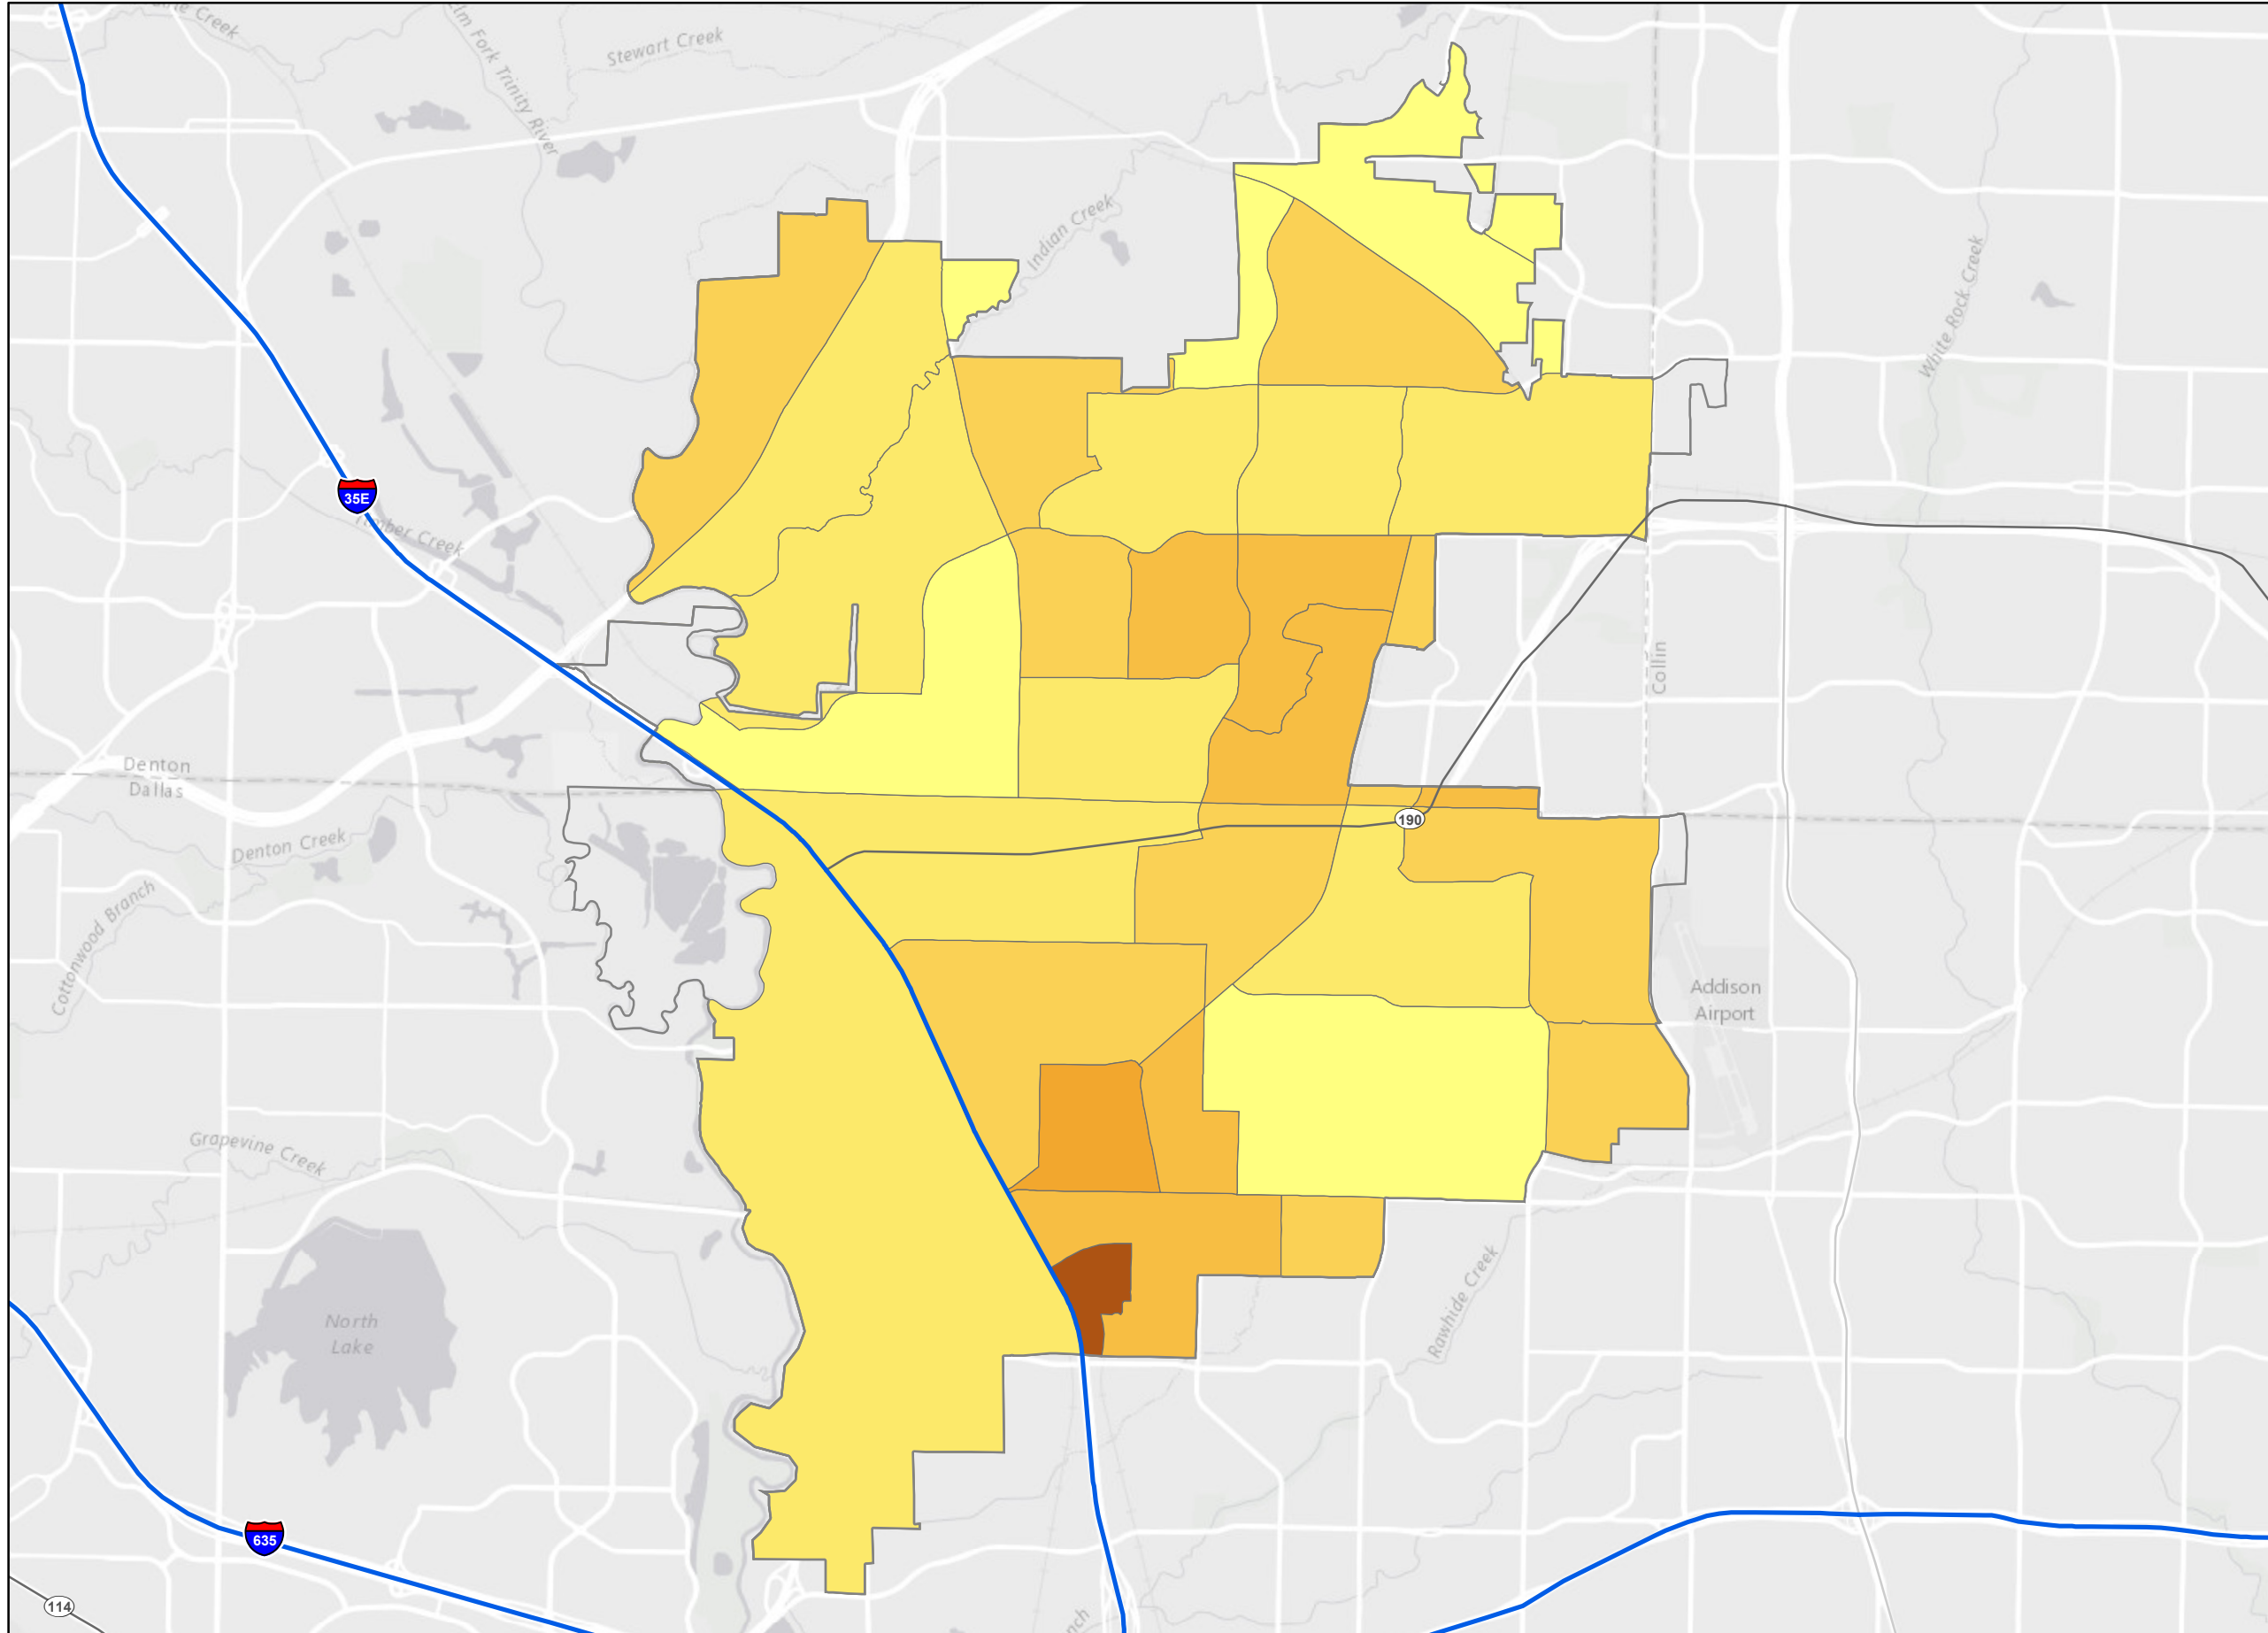 Stewart Creek
Elm Fork Trinity River
Indian Creek
White Rock Creek
35E
Timber Creek
Collin
Denton
Dallas
190
Denton Creek
Cottonwood Branch
Addison
Airport
Grapevine Creek
North
Lake
Rawhide Creek
635
114